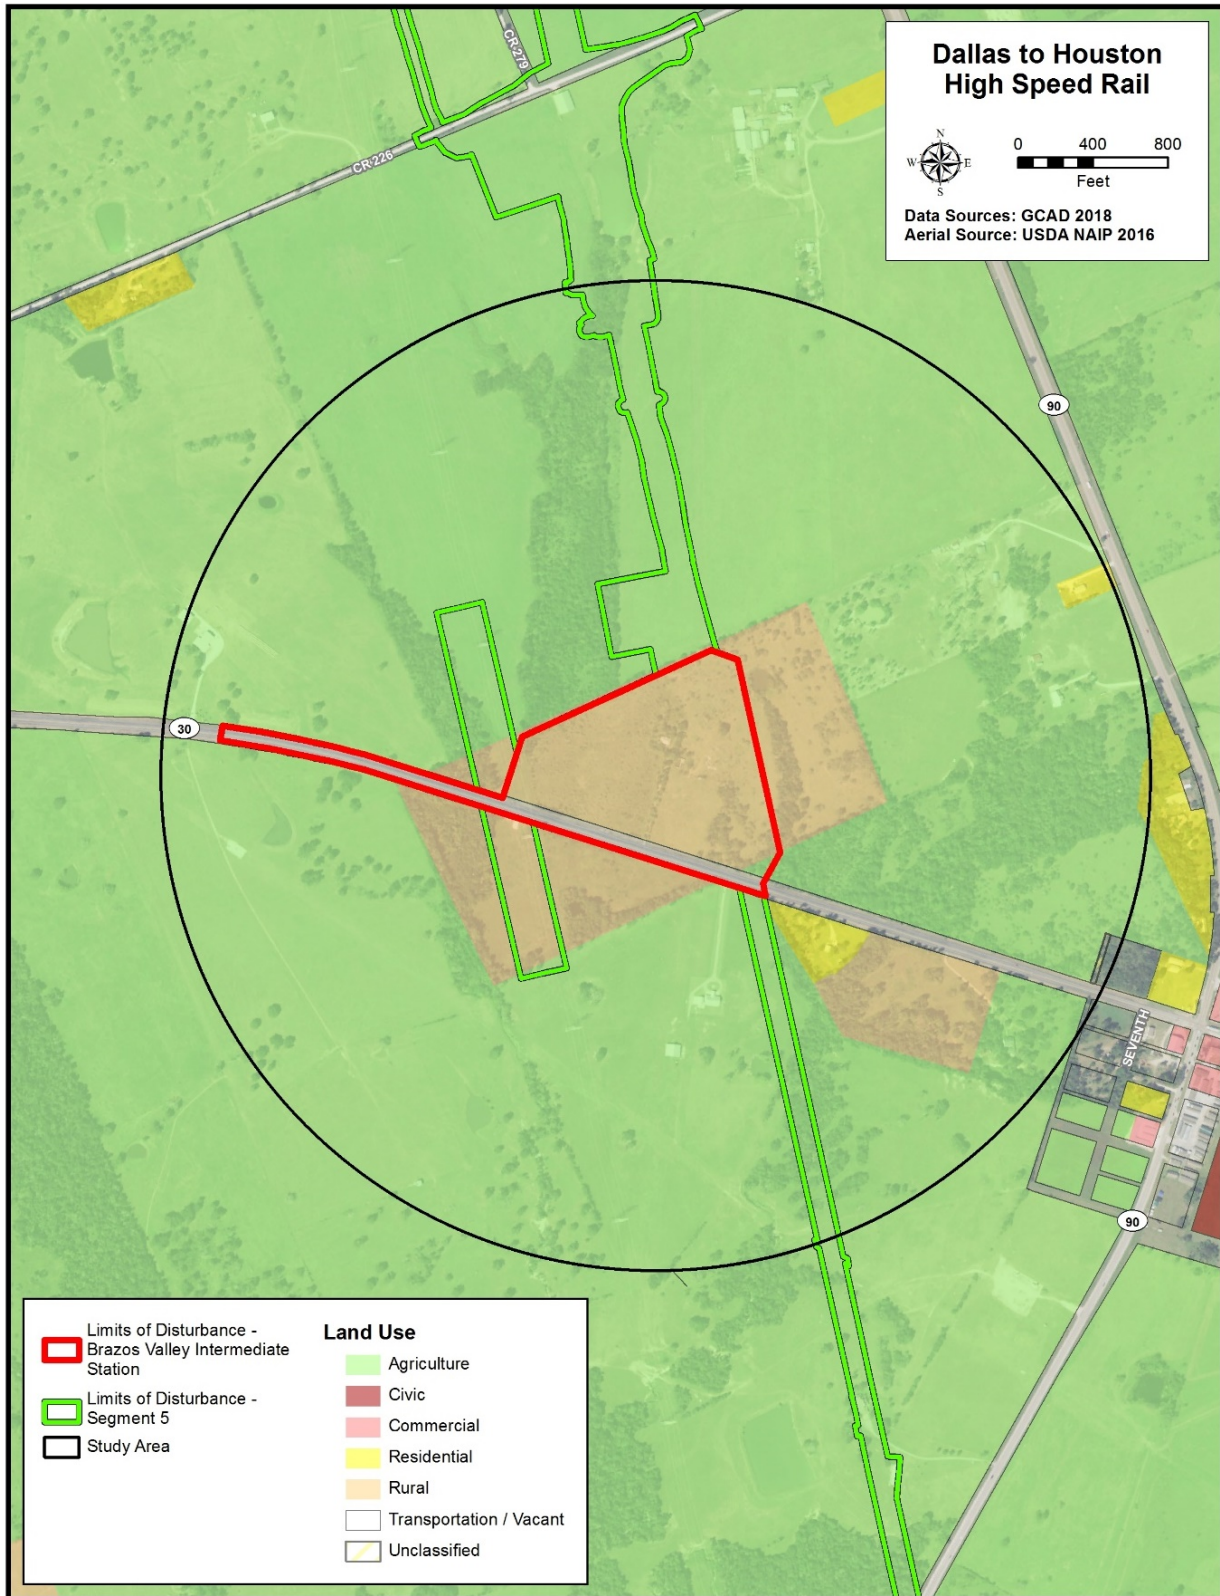 Dallas to Houston
High Speed Rail
N
W E
S
0 400 800
Feet
Data Sources: GCAD 2018
Aerial Source: USDA NAIP 2016
CR 279
CR 226
90
30
SEVENTH
90
Limits of Disturbance -
Brazos Valley Intermediate
Station
Limits of Disturbance -
Segment 5
Study Area
Land Use
Agriculture
Civic
Commercial
Residential
Rural
Transportation / Vacant
Unclassified